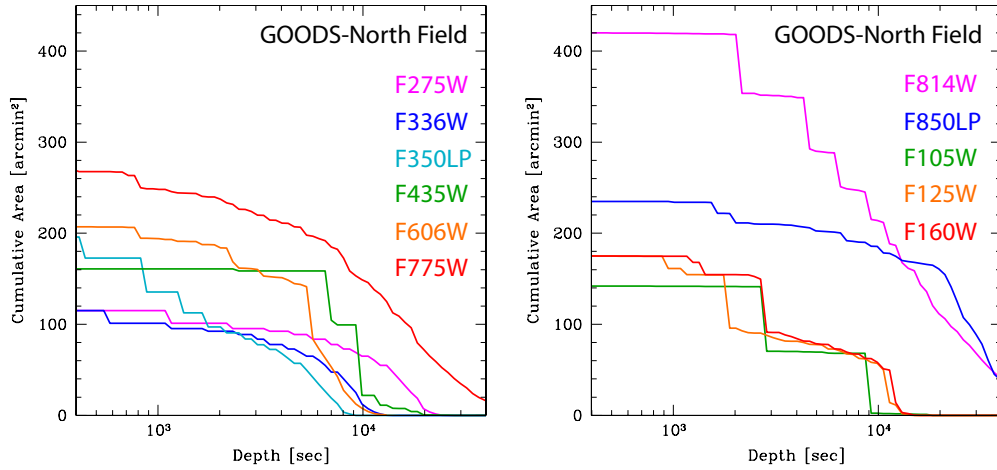 GOODS-North Field
F275W
F336W
F350LP
F435W
F606W
F775W
Cumulative Area [arcmin²]
400
300
200
100
0
10³ 10⁴
Depth [sec]
GOODS-North Field
F814W
F850LP
F105W
F125W
F160W
Cumulative Area [arcmin²]
400
300
200
100
0
10³ 10⁴
Depth [sec]